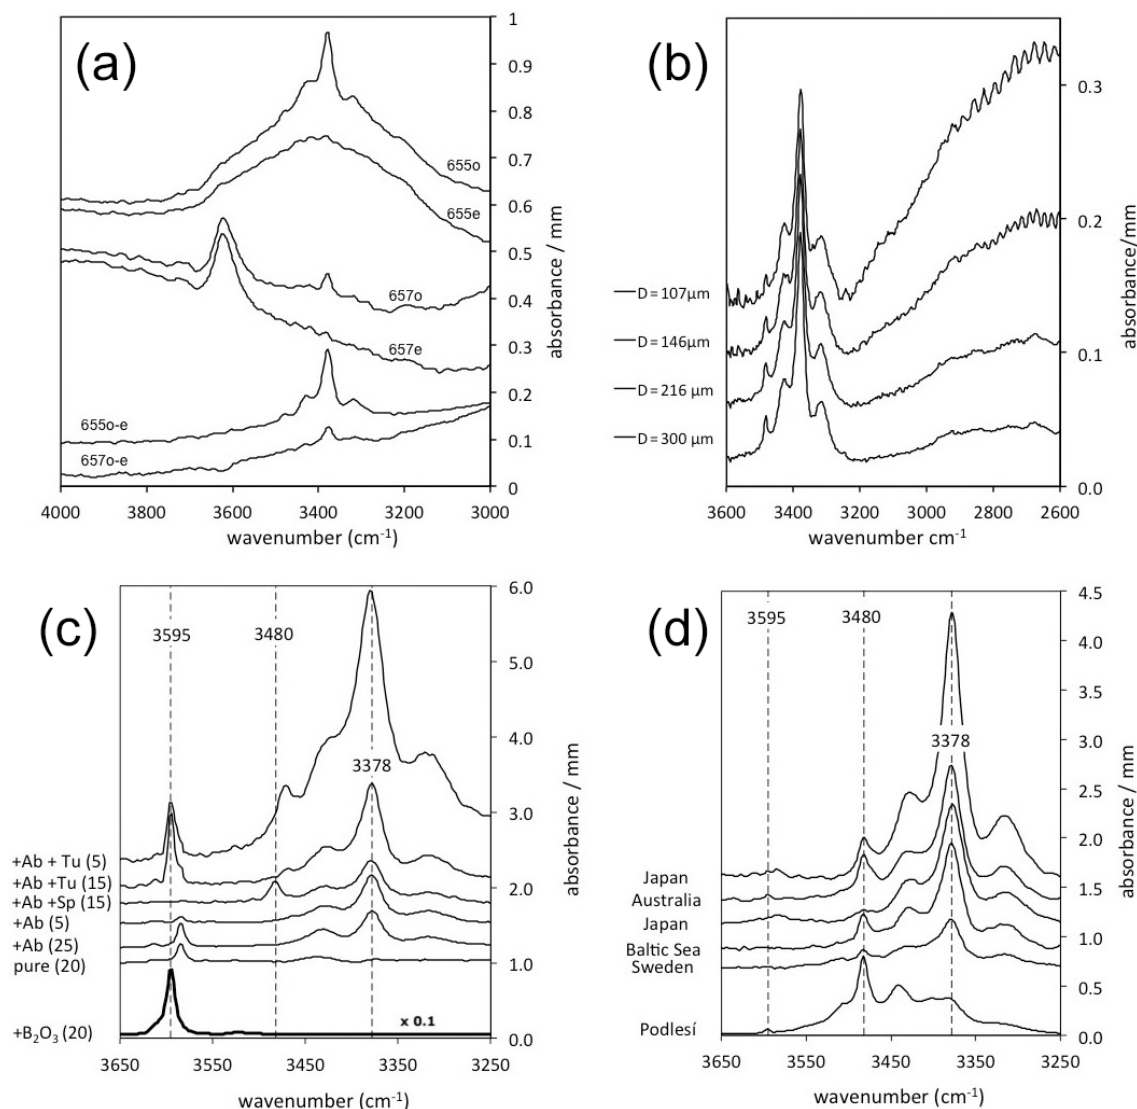 (a)
1
0.9
0.8
0.7
0.6
0.5
0.4
0.3
0.2
0.1
0
absorbance / mm
655o
655e
657o
657e
655o-e
657o-e
4000 3800 3600 3400 3200 3000
wavenumber (cm-1)
(b)
0.3
0.2
0.1
0.0
absorbance/mm
D = 107μm
D = 146μm
D = 216 μm
D = 300 μm
3600 3400 3200 3000 2800 2600
wavenumber cm-1
(c)
3595 3480
3378
6.0
5.0
4.0
3.0
2.0
1.0
0.0
absorbance / mm
+Ab + Tu (5)
+Ab +Tu (15)
+Ab +Sp (15)
+Ab (5)
+Ab (25)
pure (20)
+B2O3 (20)
x 0.1
3650 3550 3450 3350 3250
wavenumber (cm-1)
(d)
3595 3480
3378
4.5
4.0
3.5
3.0
2.5
2.0
1.5
1.0
0.5
0.0
absorbance / mm
Japan
Australia
Japan
Baltic Sea
Sweden
Podlesí
3650 3550 3450 3350 3250
wavenumber (cm-1)